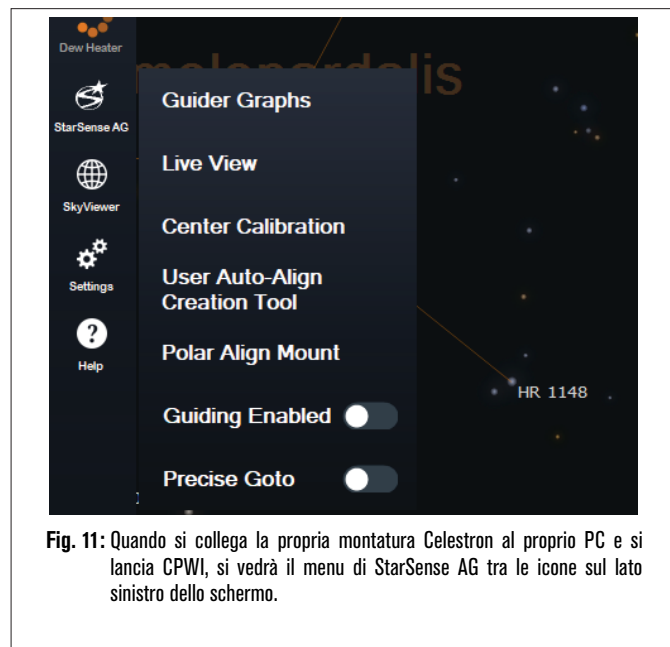 Dew Heater
StarSense AG
SkyViewer
Settings
Help
Guider Graphs
Live View
Center Calibration
User Auto-Align
Creation Tool
Polar Align Mount
Guiding Enabled
Precise Goto
melopardalis
HR 1148
Fig. 11: Quando si collega la propria montatura Celestron al proprio PC e si
lancia CPWI, si vedrà il menu di StarSense AG tra le icone sul lato
sinistro dello schermo.